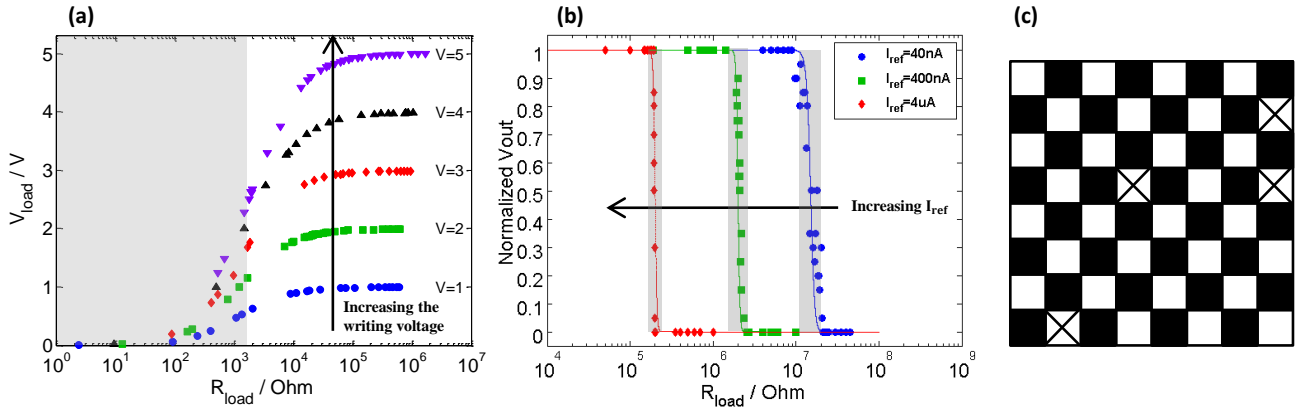 (a)
5
4
3
2
1
0
V_load / V
V=5
V=4
V=3
V=2
V=1
Increasing the
writing voltage
10^0 10^1 10^2 10^3 10^4 10^5 10^6 10^7
R_load / Ohm
(b)
1
0.9
0.8
0.7
0.6
0.5
0.4
0.3
0.2
0.1
0
Normalized Vout
I_ref=40nA
I_ref=400nA
I_ref=4uA
Increasing I_ref
10^4 10^5 10^6 10^7 10^8 10^9
R_load / Ohm
(c)